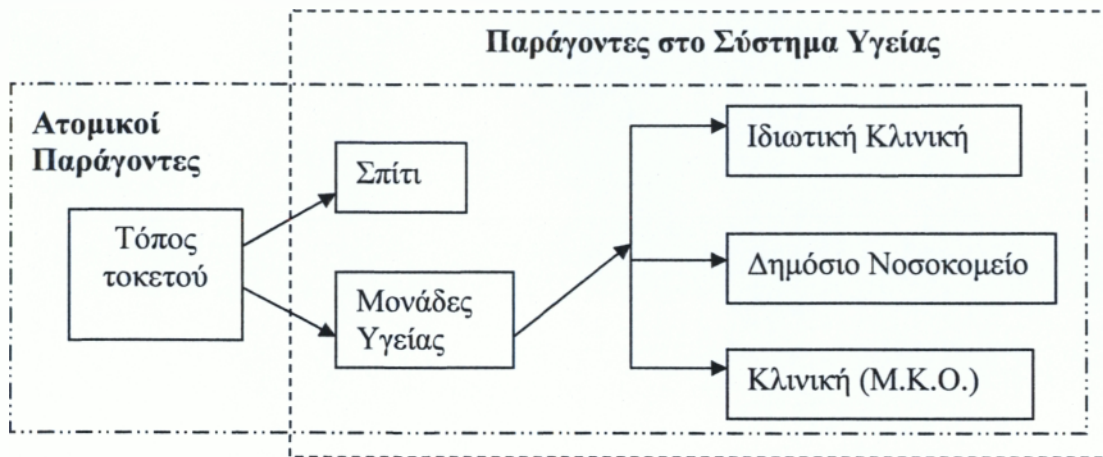 Παράγοντες στο Σύστημα Υγείας
Ατομικοί
Παράγοντες
Τόπος
τοκετού
Σπίτι
Μονάδες
Υγείας
Ιδιωτική Κλινική
Δημόσιο Νοσοκομείο
Κλινική (Μ.Κ.Ο.)